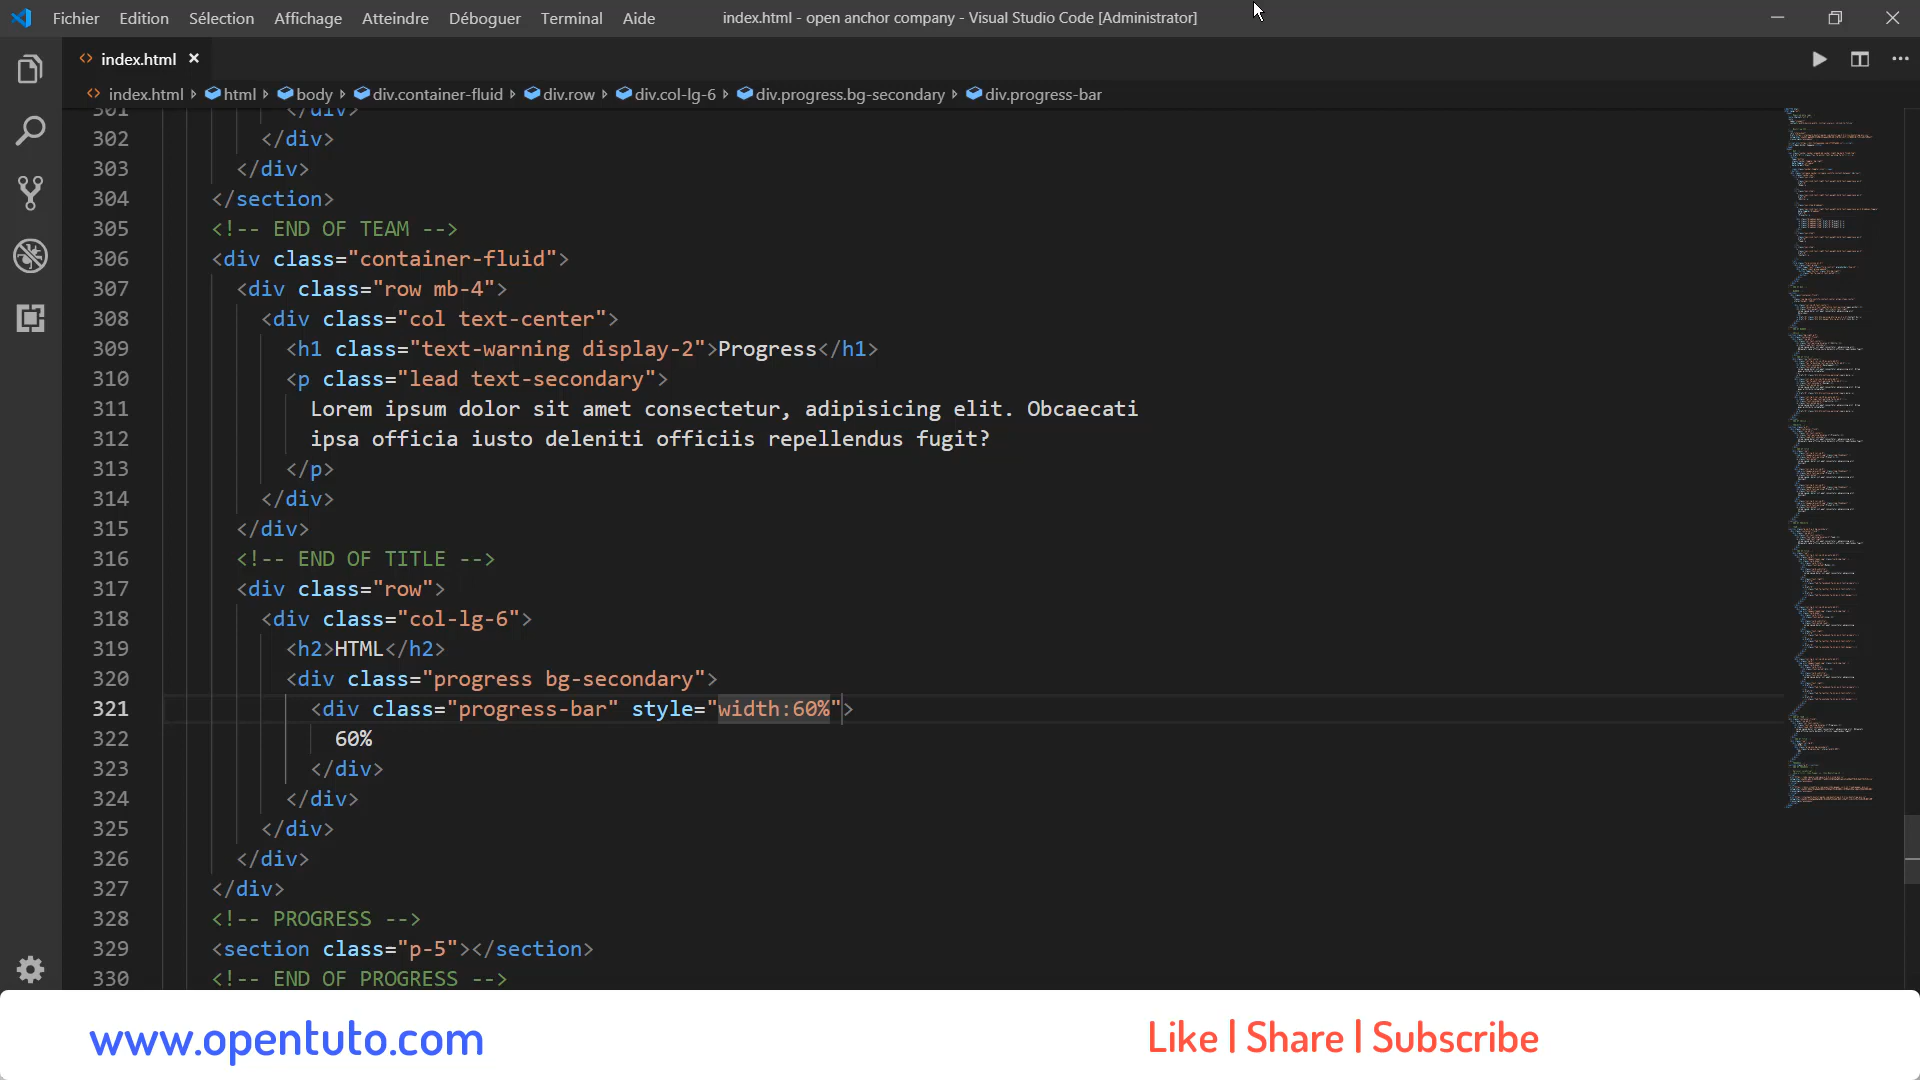 Fichier Edition Sélection Affichage Atteindre Déboguer Terminal Aide index.html - open anchor company - Visual Studio Code [Administrator]
index.html
index.html html body div.container-fluid div.row div.col-lg-6 div.progress.bg-secondary div.progress-bar
301 </div>
302 </div>
303 </div>
304 </section>
305 <!-- END OF TEAM -->
306 <div class="container-fluid">
307 <div class="row mb-4">
308 <div class="col text-center">
309 <h1 class="text-warning display-2">Progress</h1>
310 <p class="lead text-secondary">
311 Lorem ipsum dolor sit amet consectetur, adipisicing elit. Obcaecati
312 ipsa officia iusto deleniti officiis repellendus fugit?
313 </p>
314 </div>
315 </div>
316 <!-- END OF TITLE -->
317 <div class="row">
318 <div class="col-lg-6">
319 <h2>HTML</h2>
320 <div class="progress bg-secondary">
321 <div class="progress-bar" style="width:60%">
322 60%
323 </div>
324 </div>
325 </div>
326 </div>
327 </div>
328 <!-- PROGRESS -->
329 <section class="p-5"></section>
330 <!-- END OF PROGRESS -->
www.opentuto.com Like | Share | Subscribe